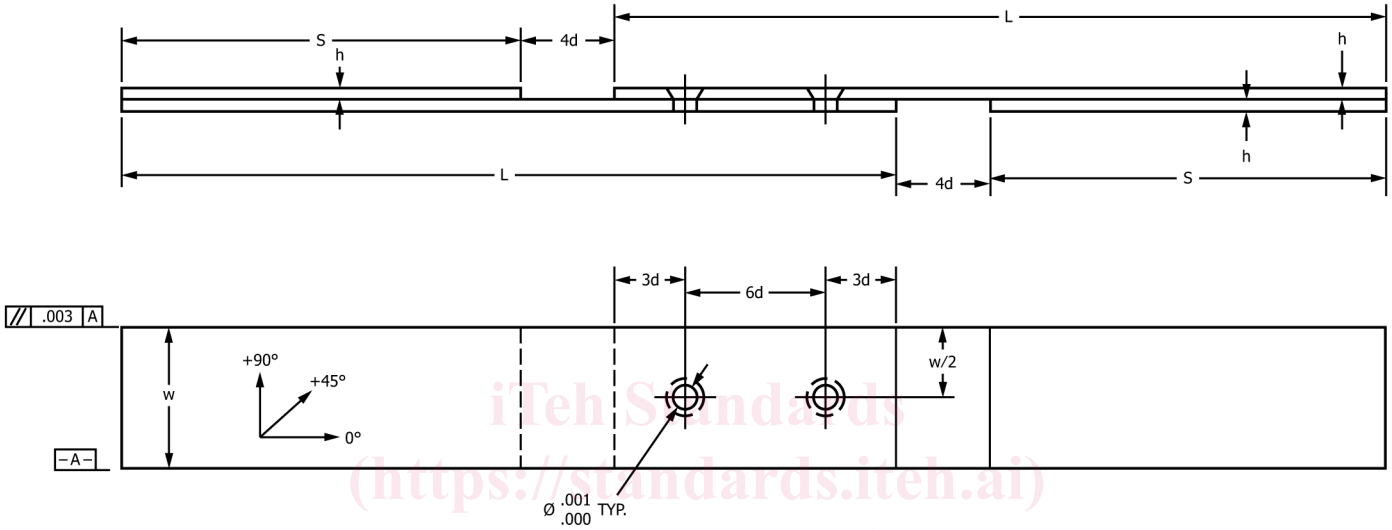 L
S
4d
h
h
L
h
4d
S
3d
6d
3d
// .003 A
w
+90°
+45°
0°
w/2
-A-
Ø .001 TYP.
.000
iTeh Standards
(https://standards.iteh.ai)